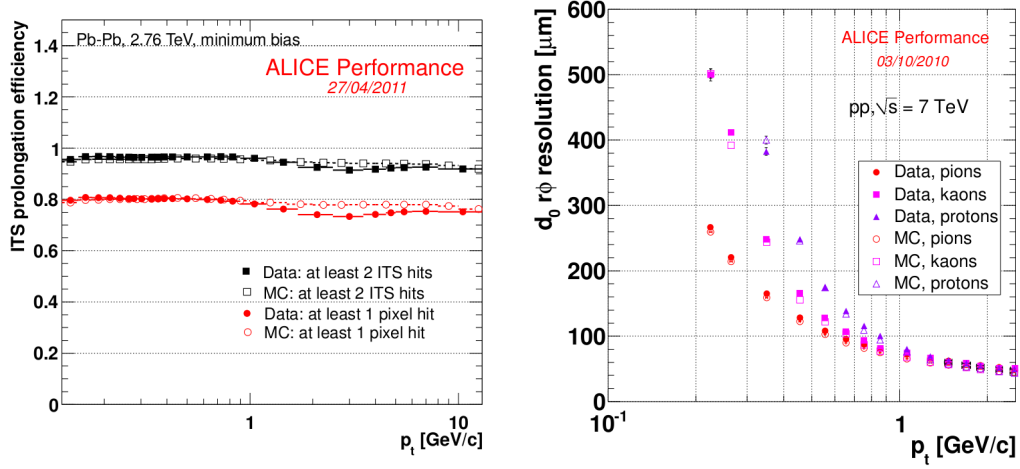 ITS prolongation efficiency
1.4
1.2
1
0.8
0.6
0.4
0.2
0
Pb-Pb, 2.76 TeV, minimum bias
ALICE Performance
27/04/2011
Data: at least 2 ITS hits
MC: at least 2 ITS hits
Data: at least 1 pixel hit
MC: at least 1 pixel hit
1
10
pt [GeV/c]
d0 rϕ resolution [μm]
600
500
400
300
200
100
0
ALICE Performance
03/10/2010
pp,√s = 7 TeV
Data, pions
Data, kaons
Data, protons
MC, pions
MC, kaons
MC, protons
10-1
1
pt [GeV/c]